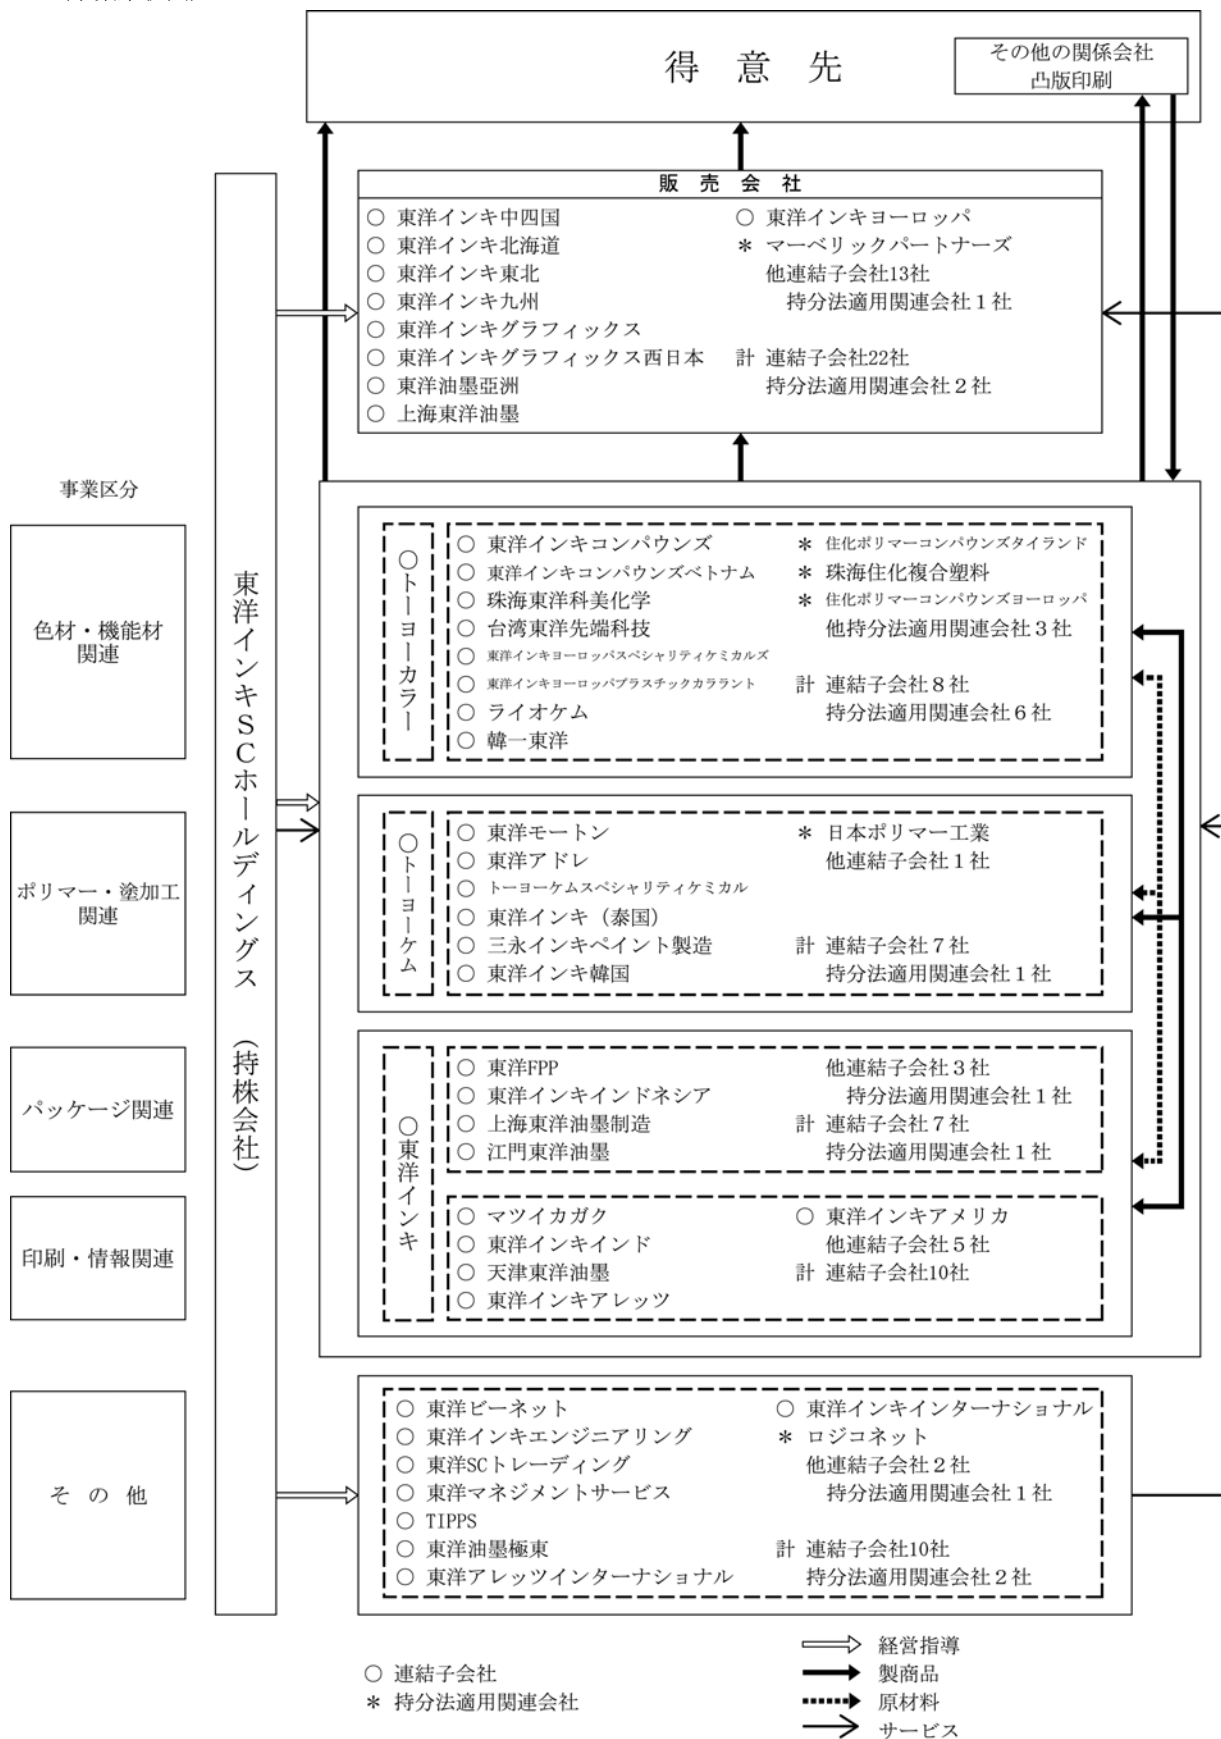 得意先
その他の関係会社
凸版印刷
販売会社
○ 東洋インキ中四国
○ 東洋インキ北海道
○ 東洋インキ東北
○ 東洋インキ九州
○ 東洋インキグラフィックス
○ 東洋インキグラフィックス西日本
○ 東洋油墨亞洲
○ 上海東洋油墨
○ 東洋インキヨーロッパ
* マーベリックパートナーズ
他連結子会社13社
持分法適用関連会社1社
計 連結子会社22社
持分法適用関連会社2社
事業区分
東洋インキSCホールディングス（持株会社）
色材・機能材
関連
○トーヨーカラー
○ 東洋インキコンパウンズ
○ 東洋インキコンパウンズベトナム
○ 珠海東洋科美化学
○ 台湾東洋先端科技
○ 東洋インキヨーロッパスペシャリティケミカルズ
○ 東洋インキヨーロッパプラスチックカララント
○ ライオケム
○ 韓一東洋
* 住化ポリマーコンパウンズタイランド
* 珠海住化複合塑料
* 住化ポリマーコンパウンズヨーロッパ
他持分法適用関連会社3社
計 連結子会社8社
持分法適用関連会社6社
ポリマー・塗加工
関連
○トーヨーケム
○ 東洋モートン
○ 東洋アドレ
○ トーヨーケムスペシャリティケミカル
○ 東洋インキ（泰国）
○ 三永インキペイント製造
○ 東洋インキ韓国
* 日本ポリマー工業
他連結子会社1社
計 連結子会社7社
持分法適用関連会社1社
パッケージ関連
○東洋インキ
○ 東洋FPP
○ 東洋インキインドネシア
○ 上海東洋油墨制造
○ 江門東洋油墨
他連結子会社3社
持分法適用関連会社1社
計 連結子会社7社
持分法適用関連会社1社
印刷・情報関連
○ マツイカガク
○ 東洋インキインド
○ 天津東洋油墨
○ 東洋インキアレッツ
○ 東洋インキアメリカ
他連結子会社5社
計 連結子会社10社
その他
○ 東洋ビーネット
○ 東洋インキエンジニアリング
○ 東洋SCトレーディング
○ 東洋マネジメントサービス
○ TIPPS
○ 東洋油墨極東
○ 東洋アレッツインターナショナル
○ 東洋インキインターナショナル
* ロジコネット
他連結子会社2社
持分法適用関連会社1社
計 連結子会社10社
持分法適用関連会社2社
○ 連結子会社
* 持分法適用関連会社
経営指導
製商品
原材料
サービス